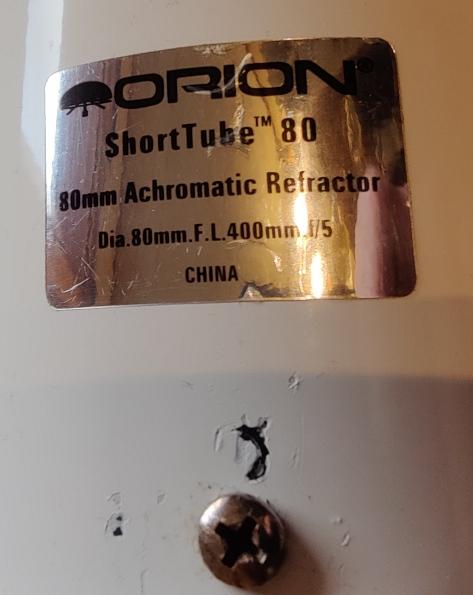 ORION®
ShortTube™ 80
80mm Achromatic Refractor
Dia.80mm.F.L.400mm.f/5
CHINA